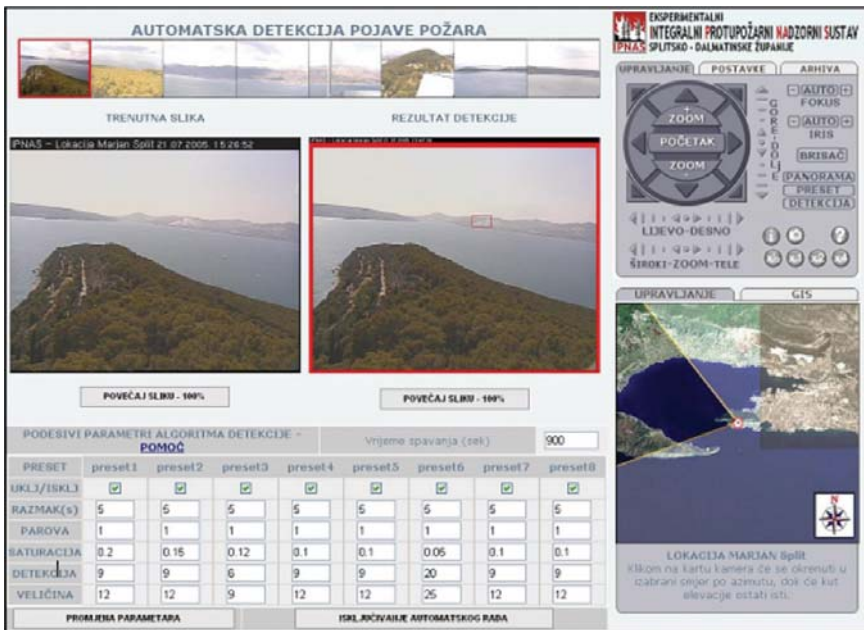 AUTOMATSKA DETEKCIJA POJAVE POŽARA
TRENUTNA SLIKA
REZULTAT DETEKCIJE
IPNAS - Lokacija Marjan Split 21.07.2005. 15:26:52
POVEĆAJ SLIKU - 100%
POVEĆAJ SLIKU - 100%
PODESIVI PARAMETRI ALGORITMA DETEKCIJE - POMOĆ
Vrijeme spavanja (sek) 900
PRESET preset1 preset2 preset3 preset4 preset5 preset6 preset7 preset8
UKLJ/ISKLJ
RAZMAK(s) 5 5 5 5 5 5 5 5
PAROVA 1 1 1 1 1 1 1 1
SATURACIJA 0.2 0.15 0.12 0.1 0.1 0.05 0.1 0.1
DETEKCIJA 9 9 6 9 9 20 9 9
VELIČINA 12 12 9 12 12 25 12 12
PROMJENA PARAMETARA
ISKLJUČIVANJE AUTOMATSKOG RADA
EKSPERIMENTALNI
INTEGRALNI PROTUPOŽARNI NADZORNI SUSTAV
IPNAS SPLITSKO - DALMATINSKE ŽUPANIJE
UPRAVLJANJE POSTAVKE ARHIVA
+
ZOOM
POČETAK
ZOOM
-
GORE-DOLJE
- AUTO +
FOKUS
- AUTO +
IRIS
BRISAČ
PANORAMA
PRESET
DETEKCIJA
LIJEVO-DESNO
ŠIROKI-ZOOM-TELE
?
UPRAVLJANJE GIS
N
LOKACIJA MARJAN Split
Klikom na kartu kamera će se okrenuti u
izabrani smjer po azimutu, dok će kut
elevacije ostati isti.